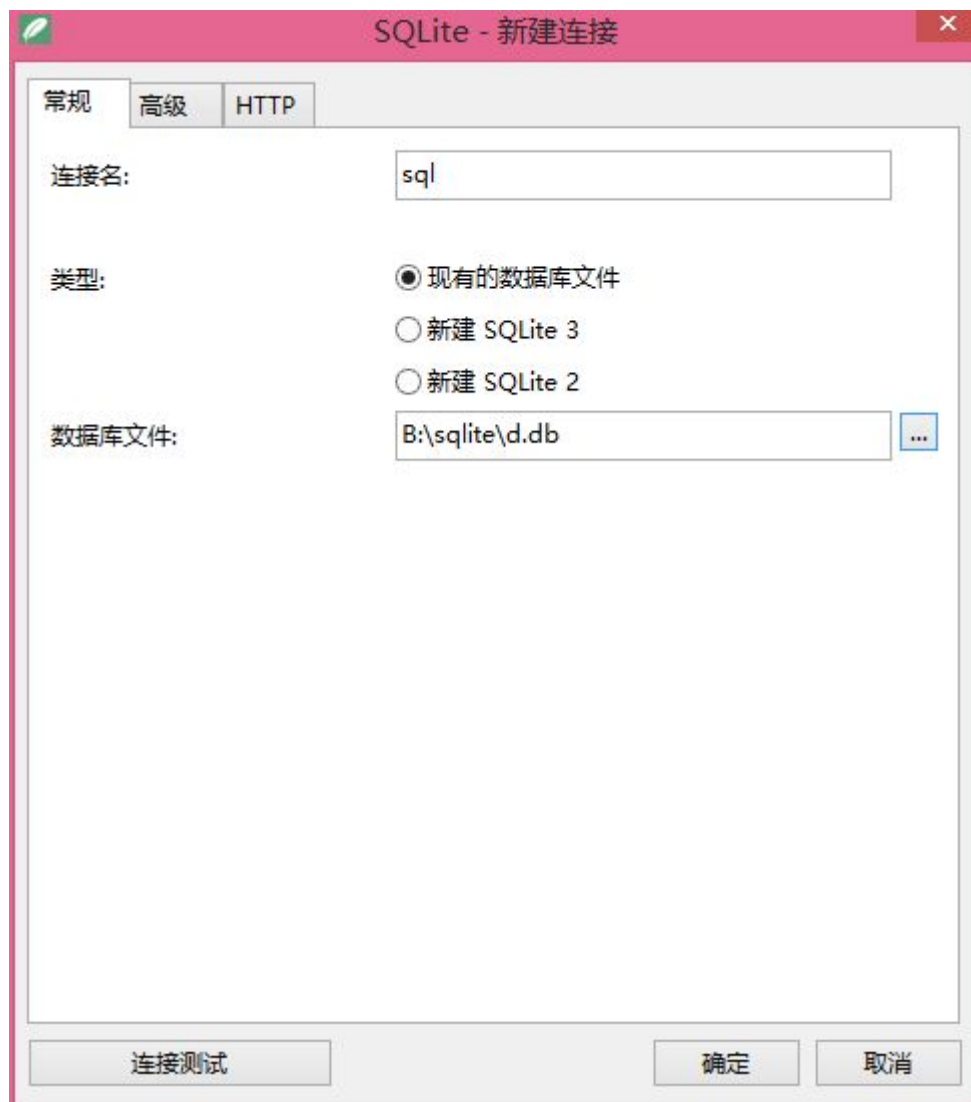 SQLite - 新建连接
常规 高级 HTTP
连接名: sql
类型: 现有的数据库文件
新建 SQLite 3
新建 SQLite 2
数据库文件: B:\sqlite\d.db ...
连接测试 确定 取消